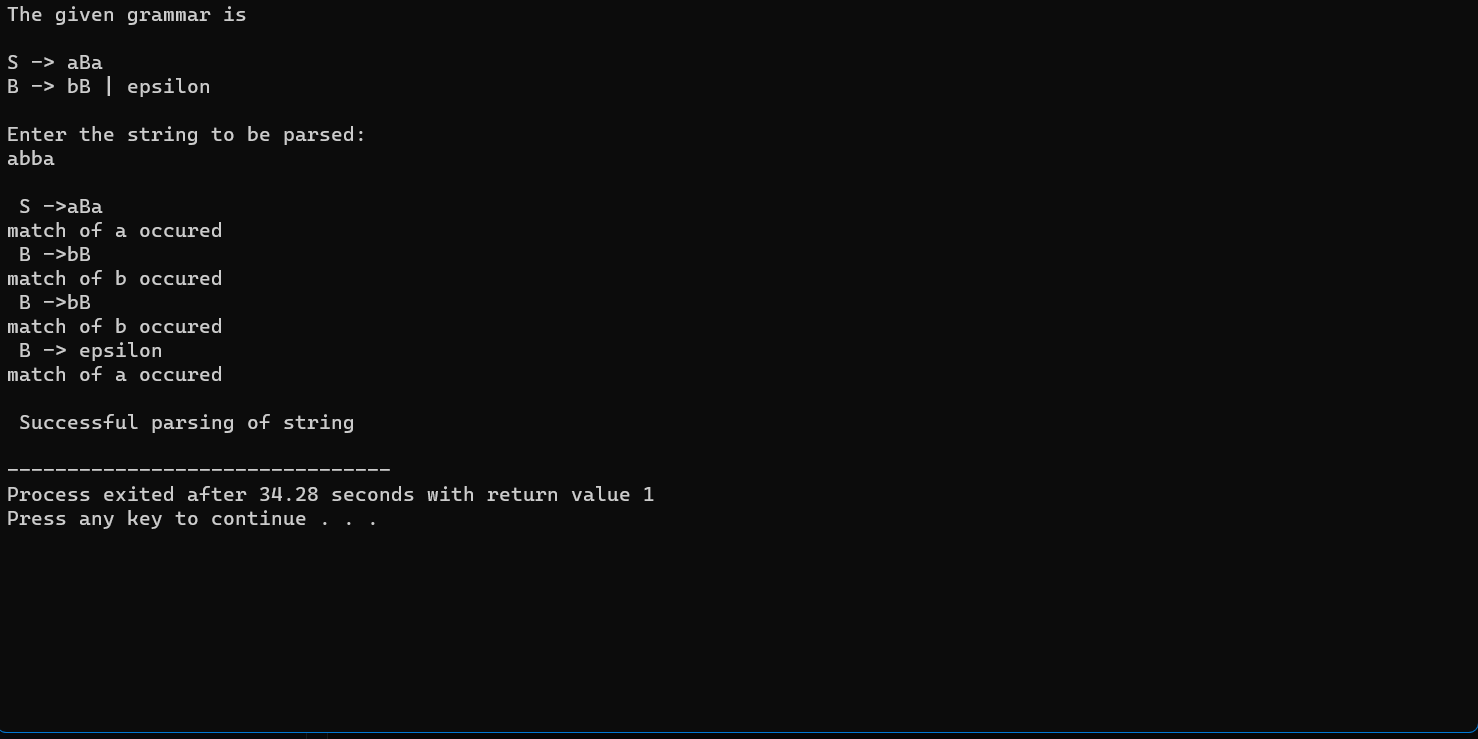 The given grammar is
S -> aBa
B -> bB | epsilon
Enter the string to be parsed:
abba
S ->aBa
match of a occured
B ->bB
match of b occured
B ->bB
match of b occured
B -> epsilon
match of a occured
Successful parsing of string
--------------------------------
Process exited after 34.28 seconds with return value 1
Press any key to continue . . .